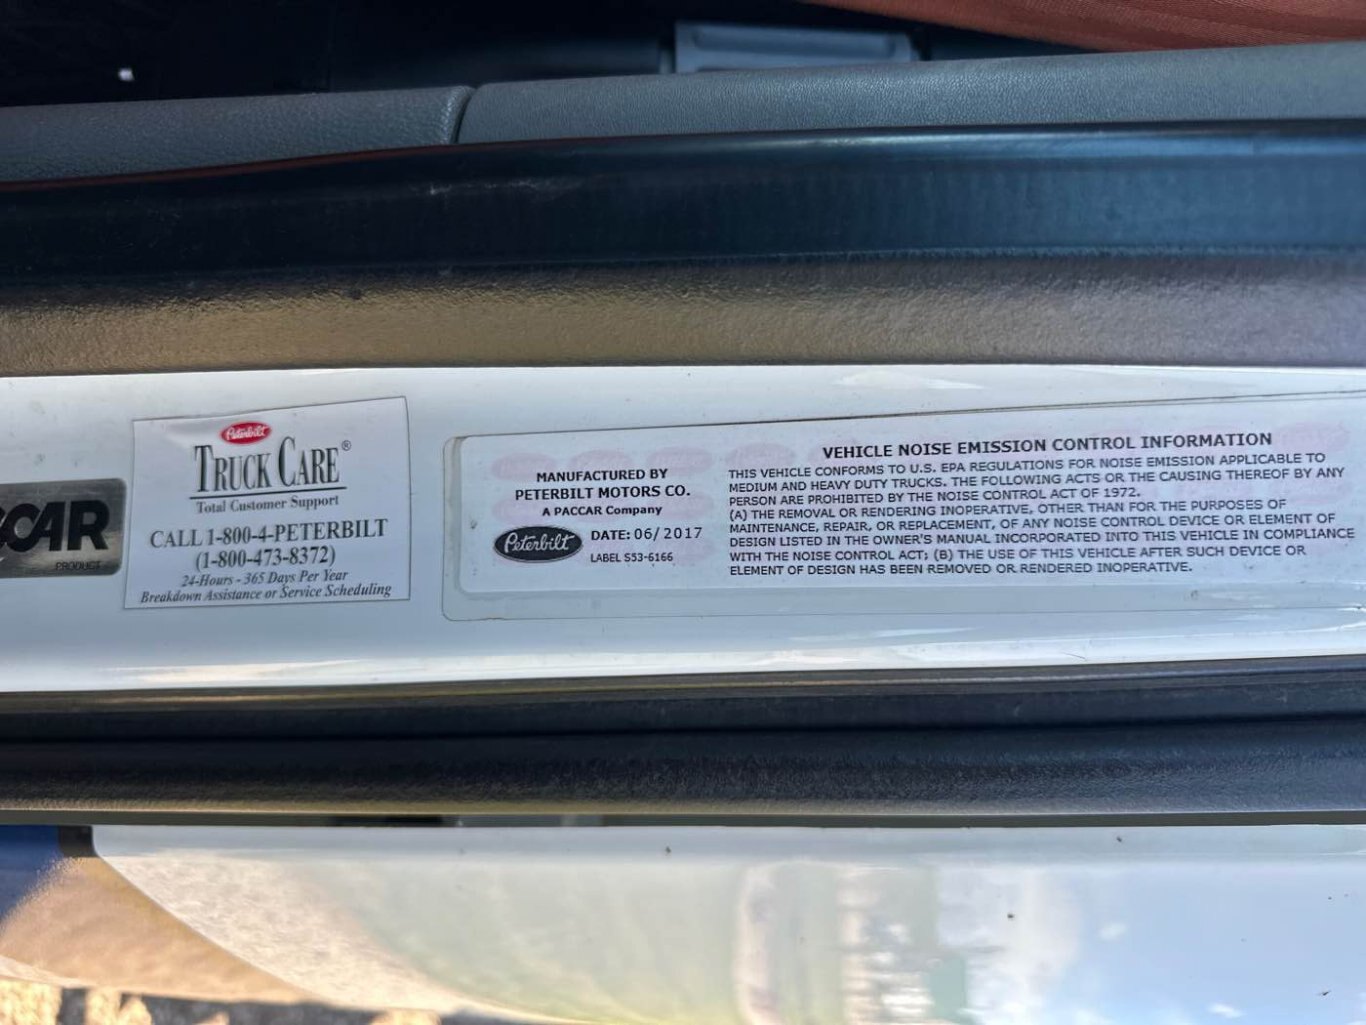 CAR
PRODUCT
Peterbilt
TRUCK CARE®
Total Customer Support
CALL 1-800-4-PETERBILT
(1-800-473-8372)
24-Hours - 365 Days Per Year
Breakdown Assistance or Service Scheduling
MANUFACTURED BY
PETERBILT MOTORS CO.
A PACCAR Company
Peterbilt
DATE: 06/2017
LABEL S53-6166
VEHICLE NOISE EMISSION CONTROL INFORMATION
THIS VEHICLE CONFORMS TO U.S. EPA REGULATIONS FOR NOISE EMISSION APPLICABLE TO
MEDIUM AND HEAVY DUTY TRUCKS. THE FOLLOWING ACTS OR THE CAUSING THEREOF BY ANY
PERSON ARE PROHIBITED BY THE NOISE CONTROL ACT OF 1972.
(A) THE REMOVAL OR RENDERING INOPERATIVE, OTHER THAN FOR THE PURPOSES OF
MAINTENANCE, REPAIR, OR REPLACEMENT, OF ANY NOISE CONTROL DEVICE OR ELEMENT OF
DESIGN LISTED IN THE OWNER'S MANUAL INCORPORATED INTO THIS VEHICLE IN COMPLIANCE
WITH THE NOISE CONTROL ACT; (B) THE USE OF THIS VEHICLE AFTER SUCH DEVICE OR
ELEMENT OF DESIGN HAS BEEN REMOVED OR RENDERED INOPERATIVE.